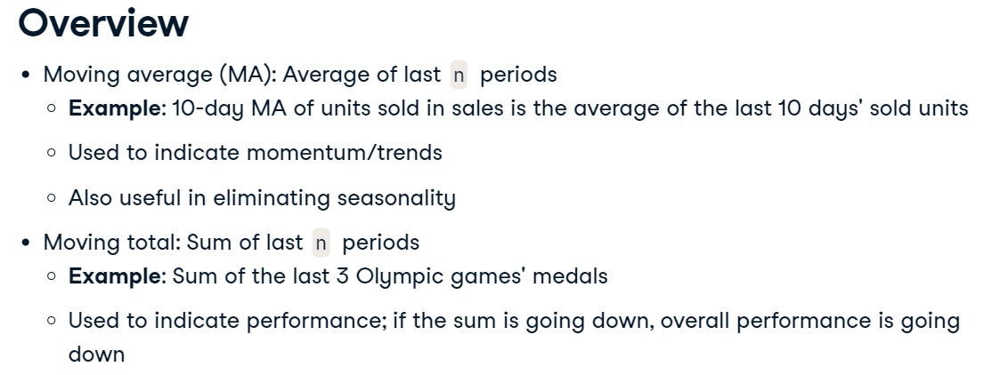 Overview
• Moving average (MA): Average of last n periods
◦ Example: 10-day MA of units sold in sales is the average of the last 10 days' sold units
◦ Used to indicate momentum/trends
◦ Also useful in eliminating seasonality
• Moving total: Sum of last n periods
◦ Example: Sum of the last 3 Olympic games' medals
◦ Used to indicate performance; if the sum is going down, overall performance is going
down